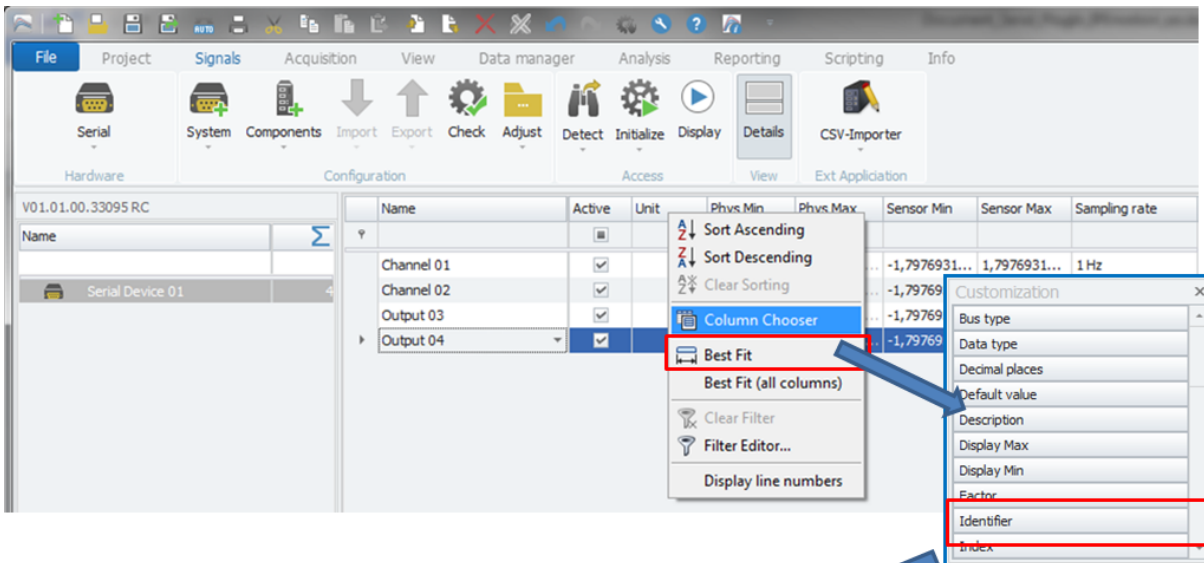 AUTO
File Project Signals Acquisition View Data manager Analysis Reporting Scripting Info
Serial System Components Import Export Check Adjust Detect Initialize Display Details CSV-Importer
Hardware Configuration Access View Ext Application
V01.01.00.33095 RC
Name Active Unit Phys Min Phys Max Sensor Min Sensor Max Sampling rate
Name Σ
Sort Ascending
Sort Descending
Clear Sorting
Column Chooser
Best Fit
Best Fit (all columns)
Clear Filter
Filter Editor...
Display line numbers
Channel 01 -1,7976931... 1,7976931... 1 Hz
Serial Device 01 4
Channel 02 -1,79769
Output 03 -1,79769
Output 04 -1,79769
Customization
Bus type
Data type
Decimal places
Default value
Description
Display Max
Display Min
Factor
Identifier
Index